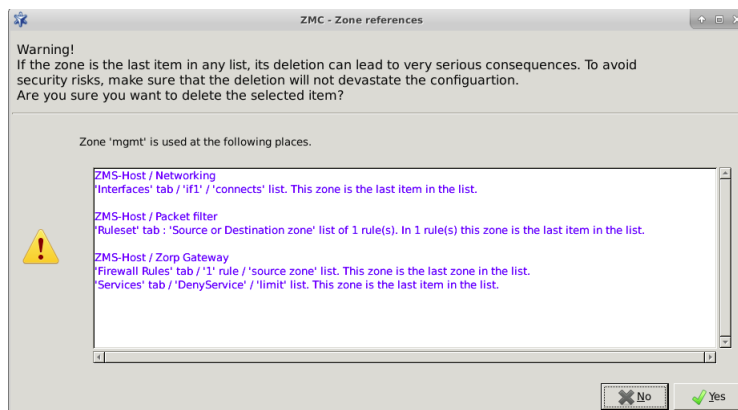 ZMC - Zone references
Warning!
If the zone is the last item in any list, its deletion can lead to very serious consequences. To avoid
security risks, make sure that the deletion will not devastate the configuartion.
Are you sure you want to delete the selected item?
Zone 'mgmt' is used at the following places.
ZMS-Host / Networking
'Interfaces' tab / 'if1' / 'connects' list. This zone is the last item in the list.
ZMS-Host / Packet filter
'Ruleset' tab : 'Source or Destination zone' list of 1 rule(s). In 1 rule(s) this zone is the last item in the list.
ZMS-Host / Zorp Gateway
'Firewall Rules' tab / '1' rule / 'source zone' list. This zone is the last zone in the list.
'Services' tab / 'DenyService' / 'limit' list. This zone is the last item in the list.
No Yes